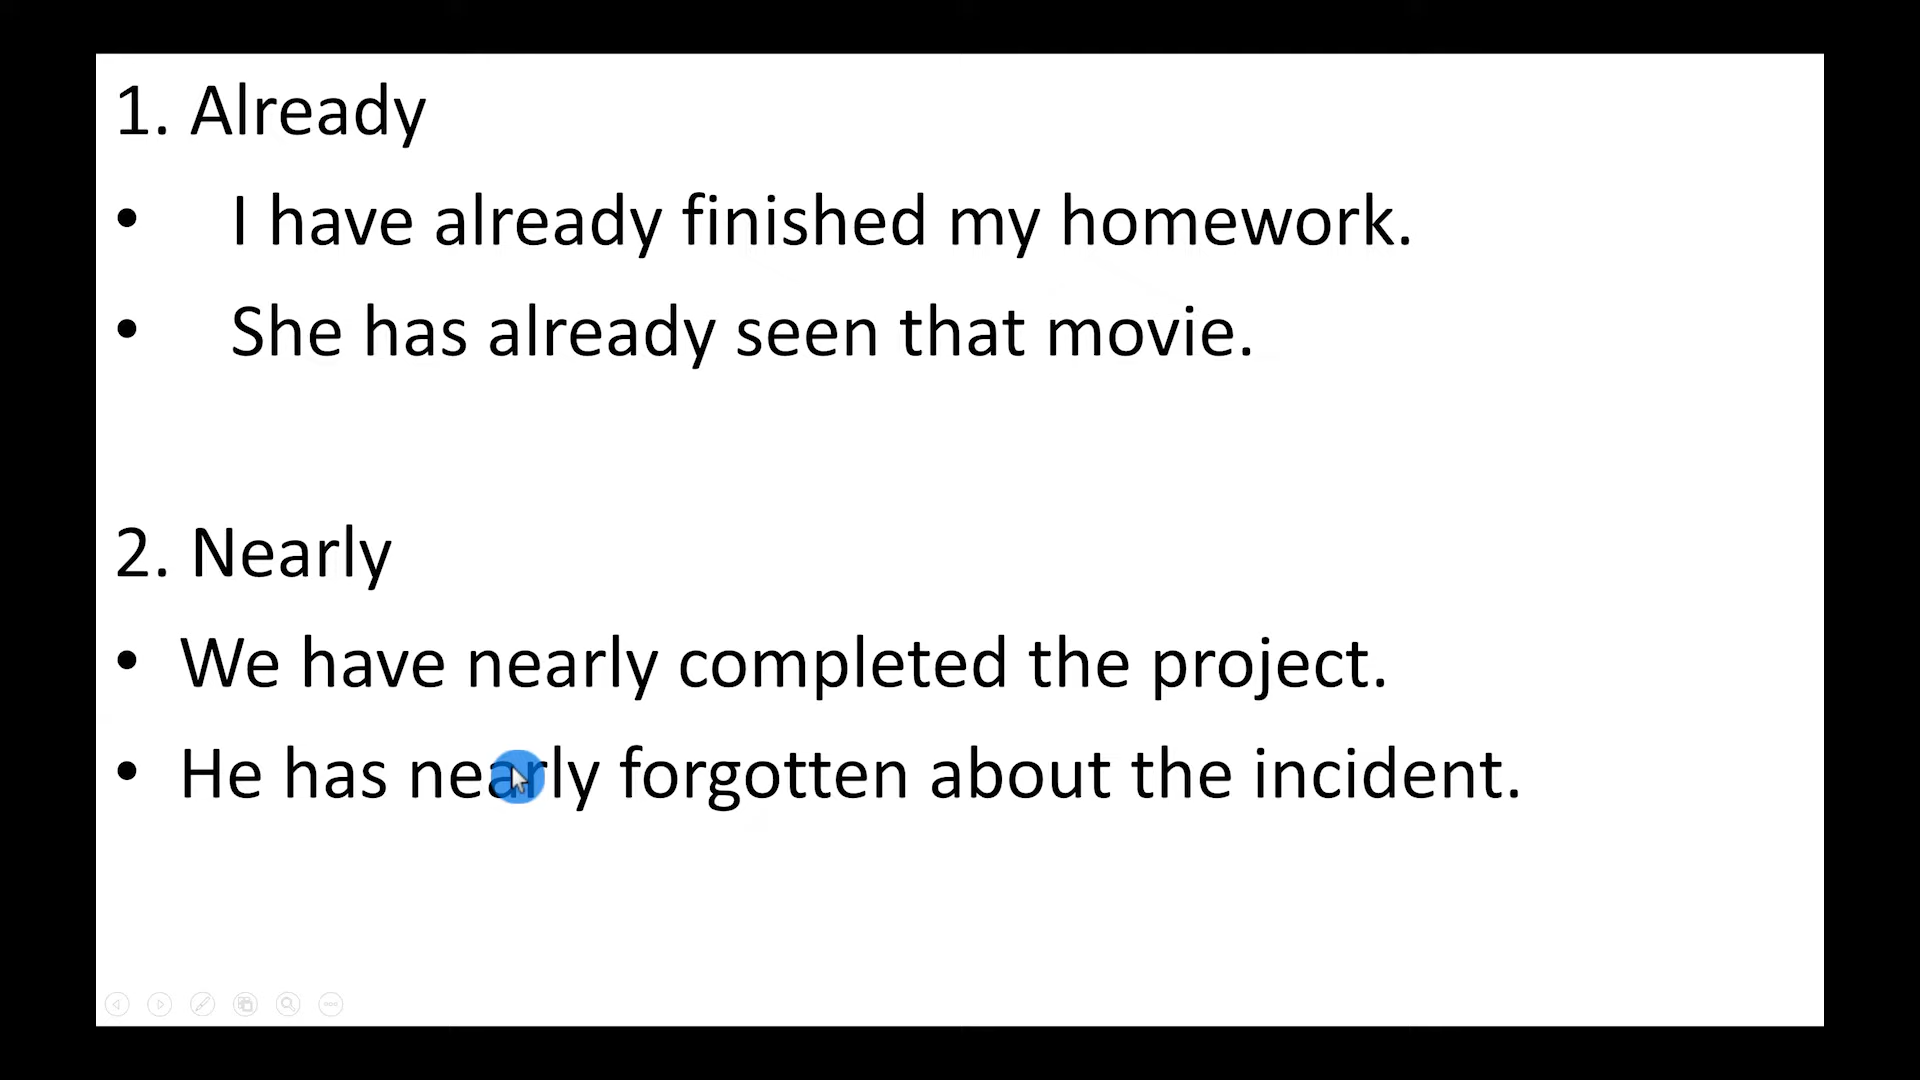 1. Already
• I have already finished my homework.
• She has already seen that movie.
2. Nearly
• We have nearly completed the project.
• He has nearly forgotten about the incident.